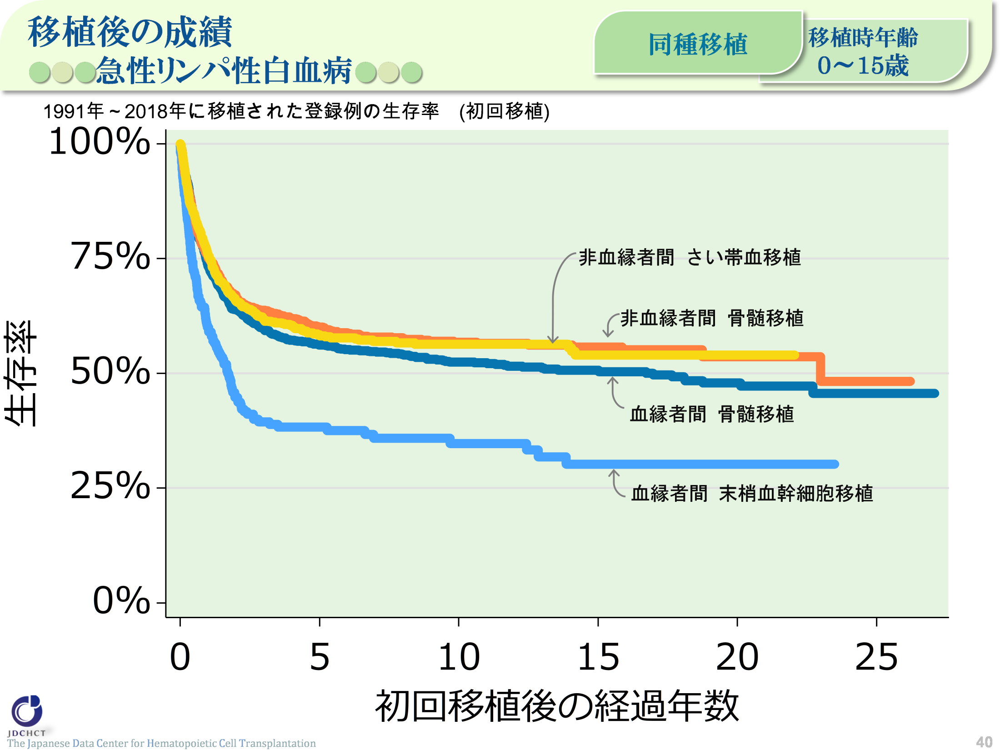 移植後の成績
急性リンパ性白血病
同種移植
移植時年齢
0～15歳
1991年～2018年に移植された登録例の生存率　(初回移植)
100%
75%
50%
25%
0%
生存率
非血縁者間 さい帯血移植
非血縁者間 骨髄移植
血縁者間 骨髄移植
血縁者間 末梢血幹細胞移植
0 5 10 15 20 25
初回移植後の経過年数
JDCHCT
The Japanese Data Center for Hematopoietic Cell Transplantation
40